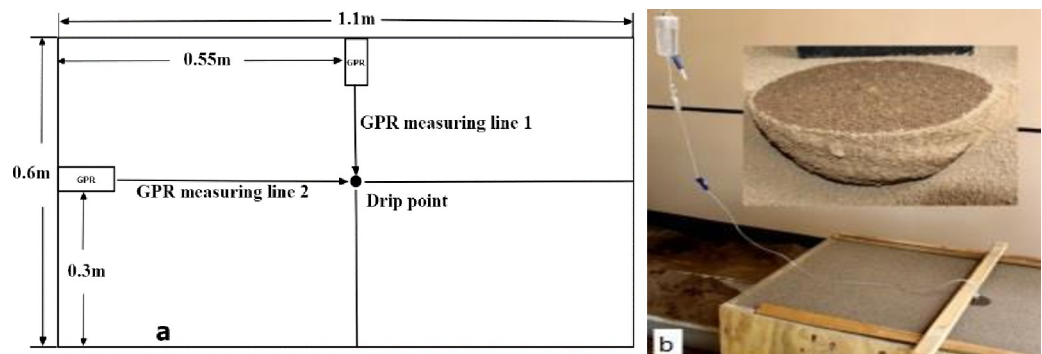 1.1m
0.55m
GPR
GPR measuring line 1
0.6m
GPR
GPR measuring line 2
Drip point
0.3m
a
b